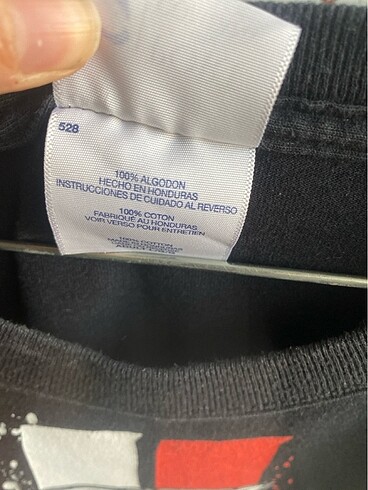 528
100% ALGODON
HECHO EN HONDURAS
INSTRUCCIONES DE CUIDADO AL REVERSO
100% COTON
FABRIQUÉ AU HONDURAS
VOIR VERSO POUR ENTRETIEN